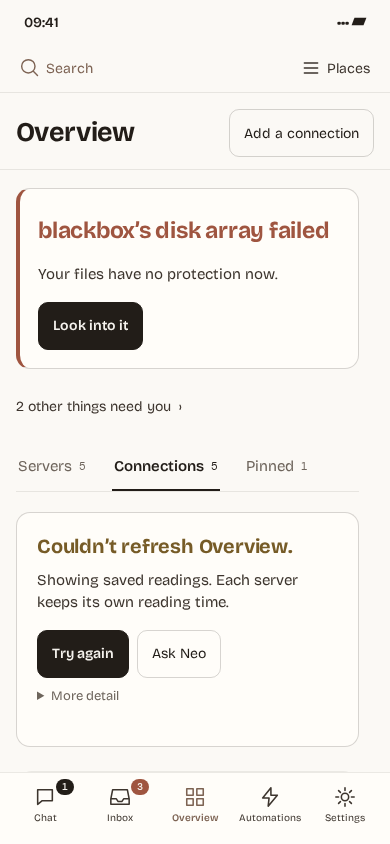 09:41
Search
Places
Overview
Add a connection
blackbox's disk array failed
Your files have no protection now.
Look into it
2 other things need you ›
Servers 5
Connections 5
Pinned 1
Couldn't refresh Overview.
Showing saved readings. Each server
keeps its own reading time.
Try again
Ask Neo
More detail
1
3
Chat
Inbox
Overview
Automations
Settings